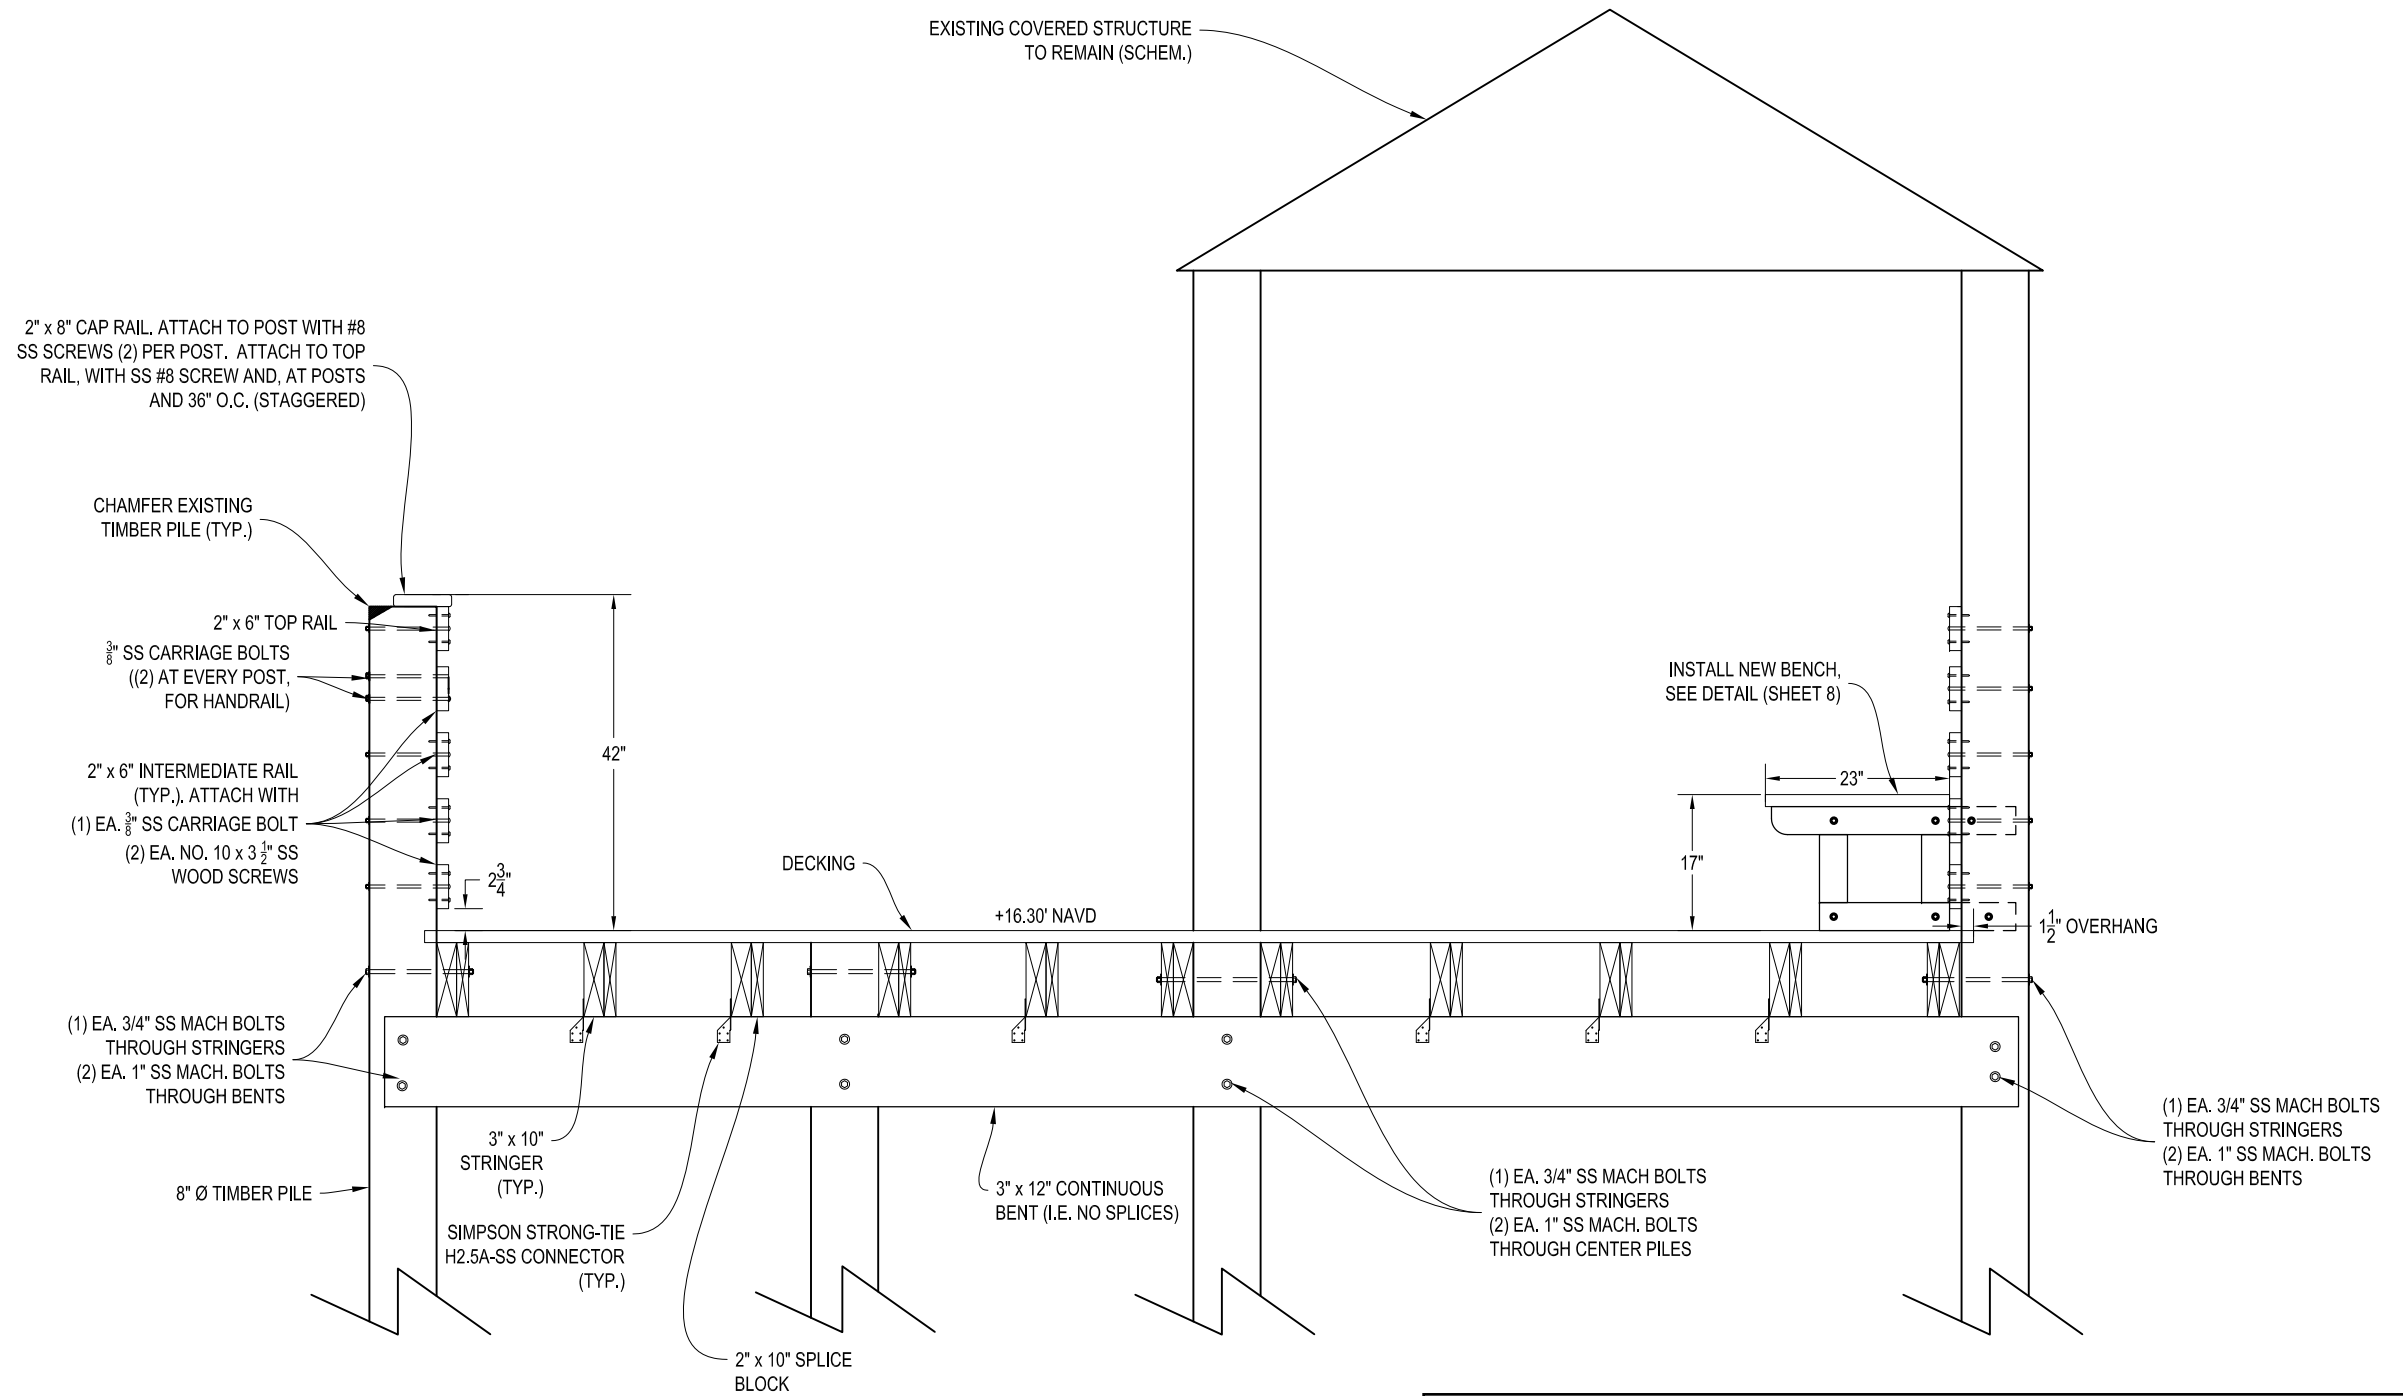 EXISTING COVERED STRUCTURE
TO REMAIN (SCHEM.)
2" x 8" CAP RAIL. ATTACH TO POST WITH #8
SS SCREWS (2) PER POST. ATTACH TO TOP
RAIL, WITH SS #8 SCREW AND, AT POSTS
AND 36" O.C. (STAGGERED)
CHAMFER EXISTING
TIMBER PILE (TYP.)
2" x 6" TOP RAIL
3/8" SS CARRIAGE BOLTS
((2) AT EVERY POST,
FOR HANDRAIL)
2" x 6" INTERMEDIATE RAIL
(TYP.). ATTACH WITH
(1) EA. 3/8" SS CARRIAGE BOLT
(2) EA. NO. 10 x 3 1/2" SS
WOOD SCREWS
2 3/4"
42"
DECKING
+16.30' NAVD
INSTALL NEW BENCH,
SEE DETAIL (SHEET 8)
23"
17"
1 1/2" OVERHANG
(1) EA. 3/4" SS MACH BOLTS
THROUGH STRINGERS
(2) EA. 1" SS MACH. BOLTS
THROUGH BENTS
8" Ø TIMBER PILE
3" x 10"
STRINGER
(TYP.)
SIMPSON STRONG-TIE
H2.5A-SS CONNECTOR
(TYP.)
2" x 10" SPLICE
BLOCK
3" x 12" CONTINUOUS
BENT (I.E. NO SPLICES)
(1) EA. 3/4" SS MACH BOLTS
THROUGH STRINGERS
(2) EA. 1" SS MACH. BOLTS
THROUGH CENTER PILES
(1) EA. 3/4" SS MACH BOLTS
THROUGH STRINGERS
(2) EA. 1" SS MACH. BOLTS
THROUGH BENTS